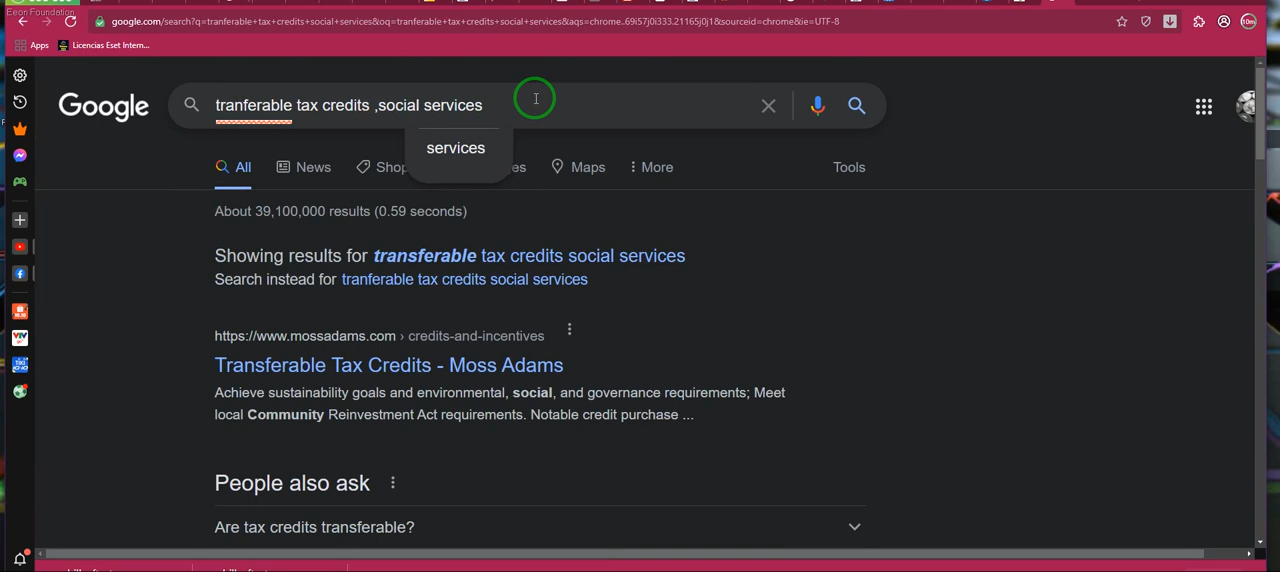 Eeon Foundation
google.com/search?q=tranferable+tax+credits+social+services&oq=tranferable+tax+credits+social+services&aqs=chrome..69i57j0i333.21165j0j1&sourceid=chrome&ie=UTF-8
10m
Apps Licencias Eset Intern...
Google tranferable tax credits ,social services
services
All News Shop es Maps More Tools
About 39,100,000 results (0.59 seconds)
Showing results for transferable tax credits social services
Search instead for tranferable tax credits social services
https://www.mossadams.com › credits-and-incentives
Transferable Tax Credits - Moss Adams
Achieve sustainability goals and environmental, social, and governance requirements; Meet
local Community Reinvestment Act requirements. Notable credit purchase ...
People also ask
Are tax credits transferable?